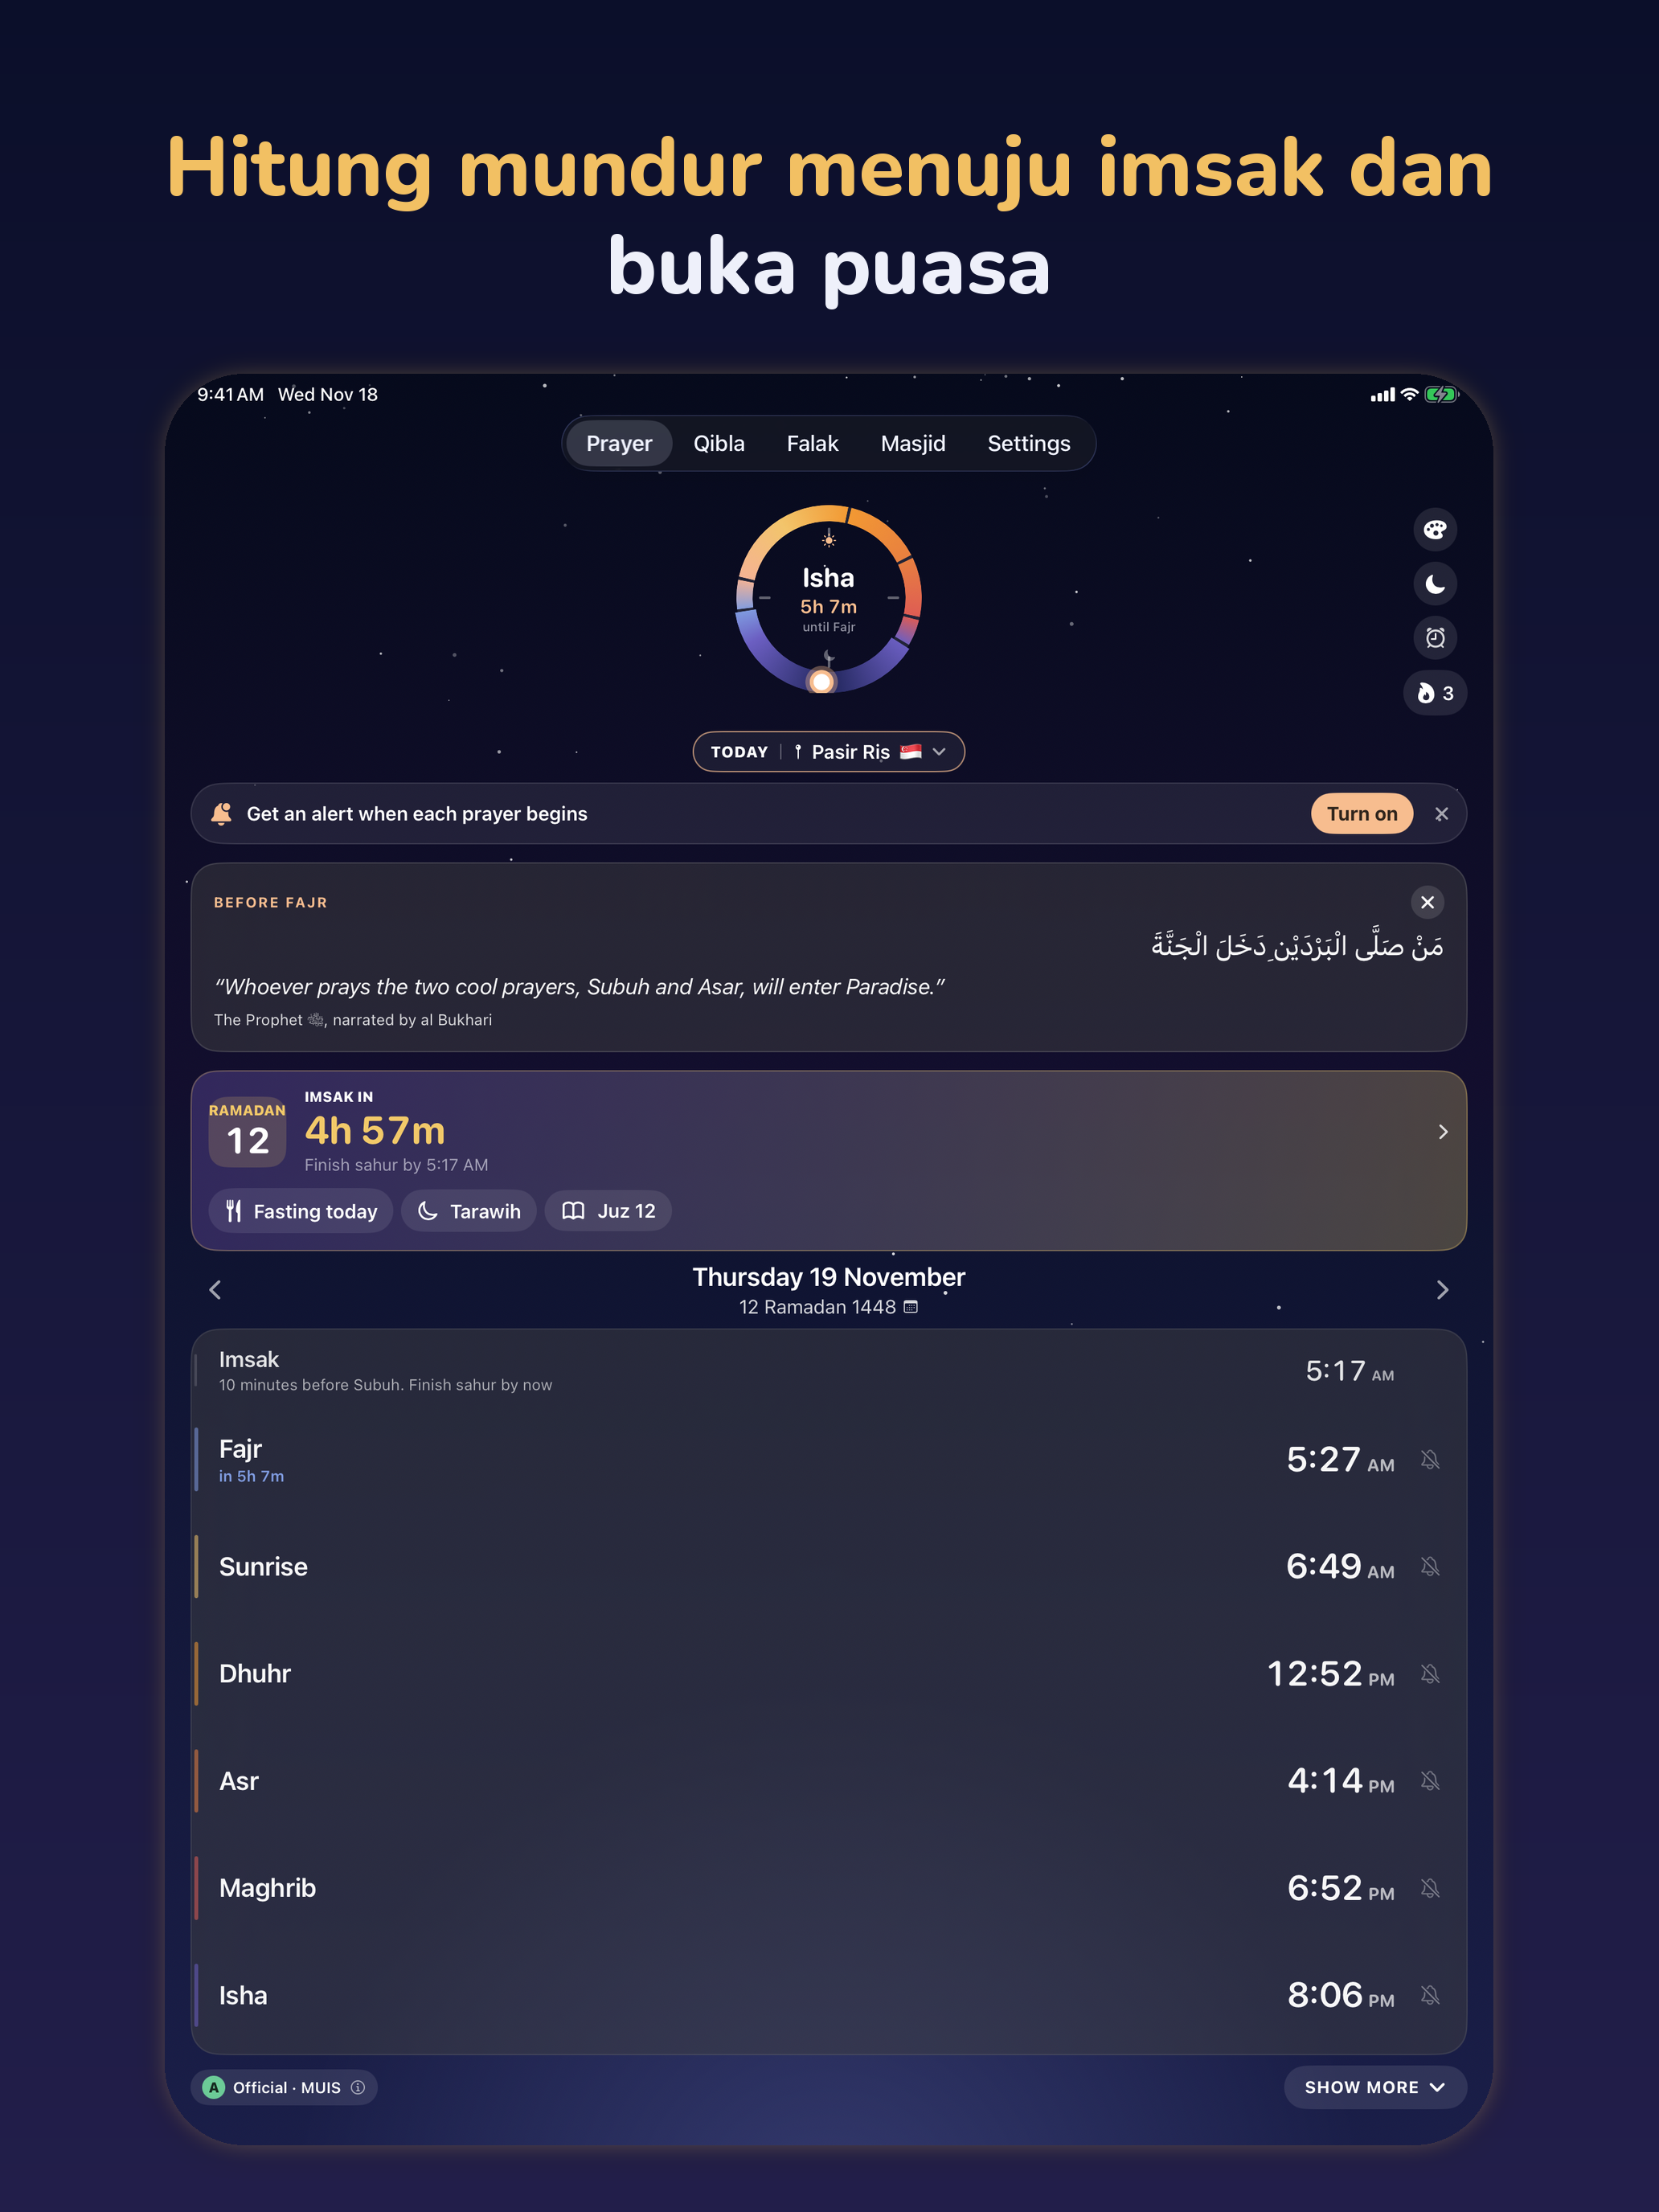 Hitung mundur menuju imsak dan
buka puasa
9:41 AM Wed Nov 18
Prayer Qibla Falak Masjid Settings
Isha
5h 7m
until Fajr
3
TODAY | Pasir Ris
Get an alert when each prayer begins
Turn on
BEFORE FAJR
مَنْ صَلَّى الْبَرْدَيْنِ دَخَلَ الْجَنَّةَ
“Whoever prays the two cool prayers, Subuh and Asar, will enter Paradise.”
The Prophet ﷺ, narrated by al Bukhari
RAMADAN
12
IMSAK IN
4h 57m
Finish sahur by 5:17 AM
Fasting today
Tarawih
Juz 12
Thursday 19 November
12 Ramadan 1448
Imsak
10 minutes before Subuh. Finish sahur by now
5:17 AM
Fajr
in 5h 7m
5:27 AM
Sunrise
6:49 AM
Dhuhr
12:52 PM
Asr
4:14 PM
Maghrib
6:52 PM
Isha
8:06 PM
A Official · MUIS
SHOW MORE